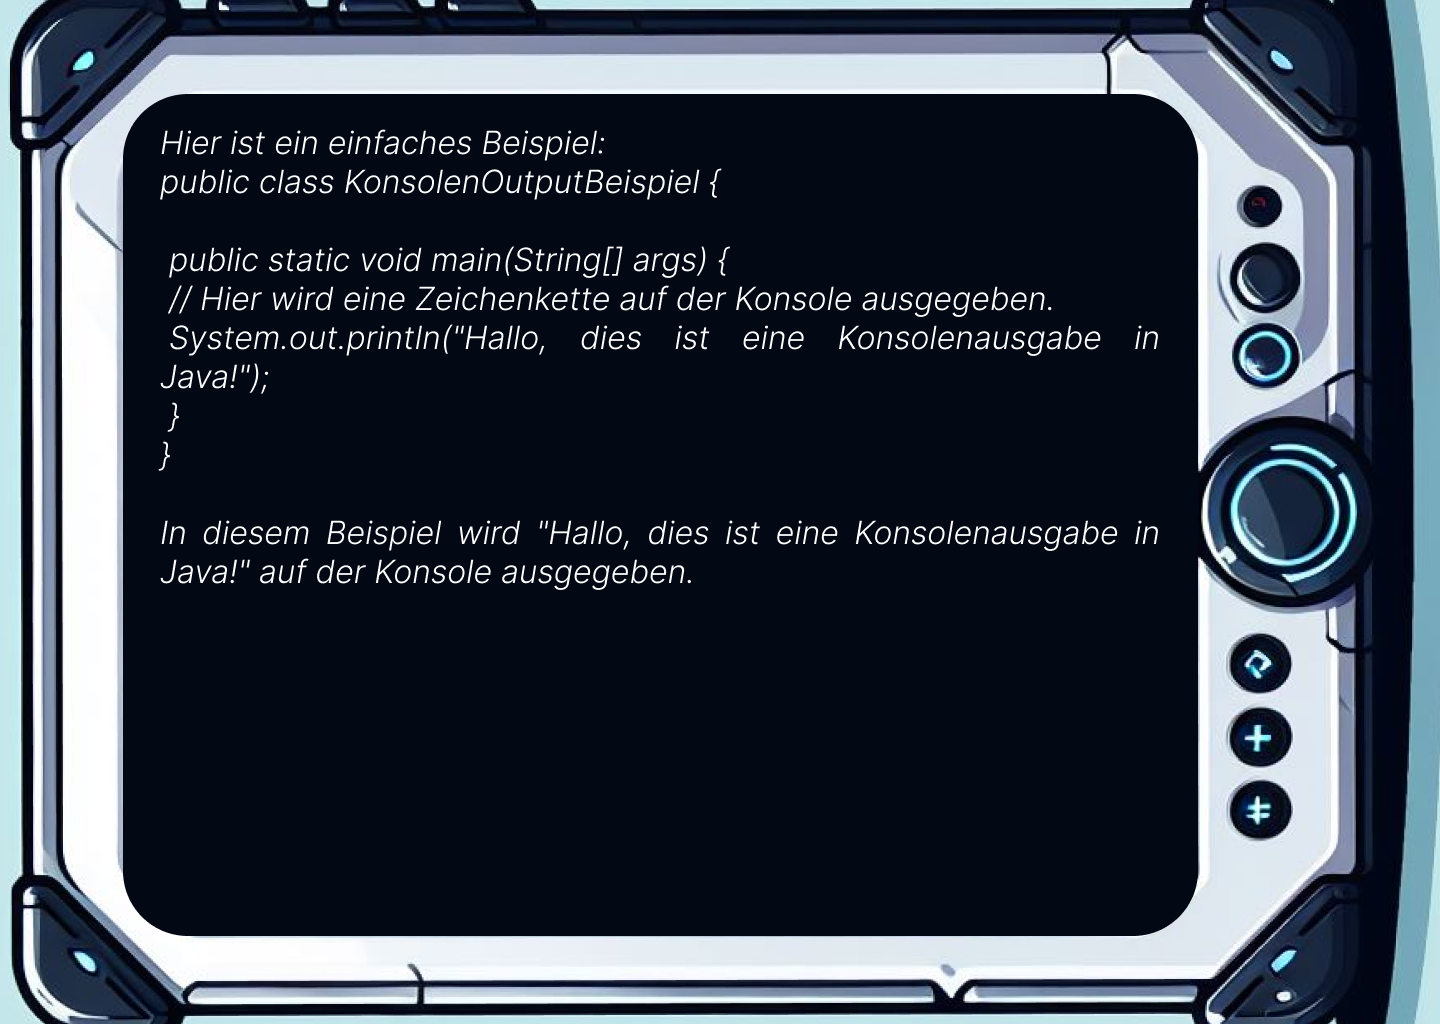 Hier ist ein einfaches Beispiel:
public class KonsolenOutputBeispiel {
public static void main(String[] args) {
// Hier wird eine Zeichenkette auf der Konsole ausgegeben.
System.out.println("Hallo, dies ist eine Konsolenausgabe in
Java!");
}
}
In diesem Beispiel wird "Hallo, dies ist eine Konsolenausgabe in
Java!" auf der Konsole ausgegeben.